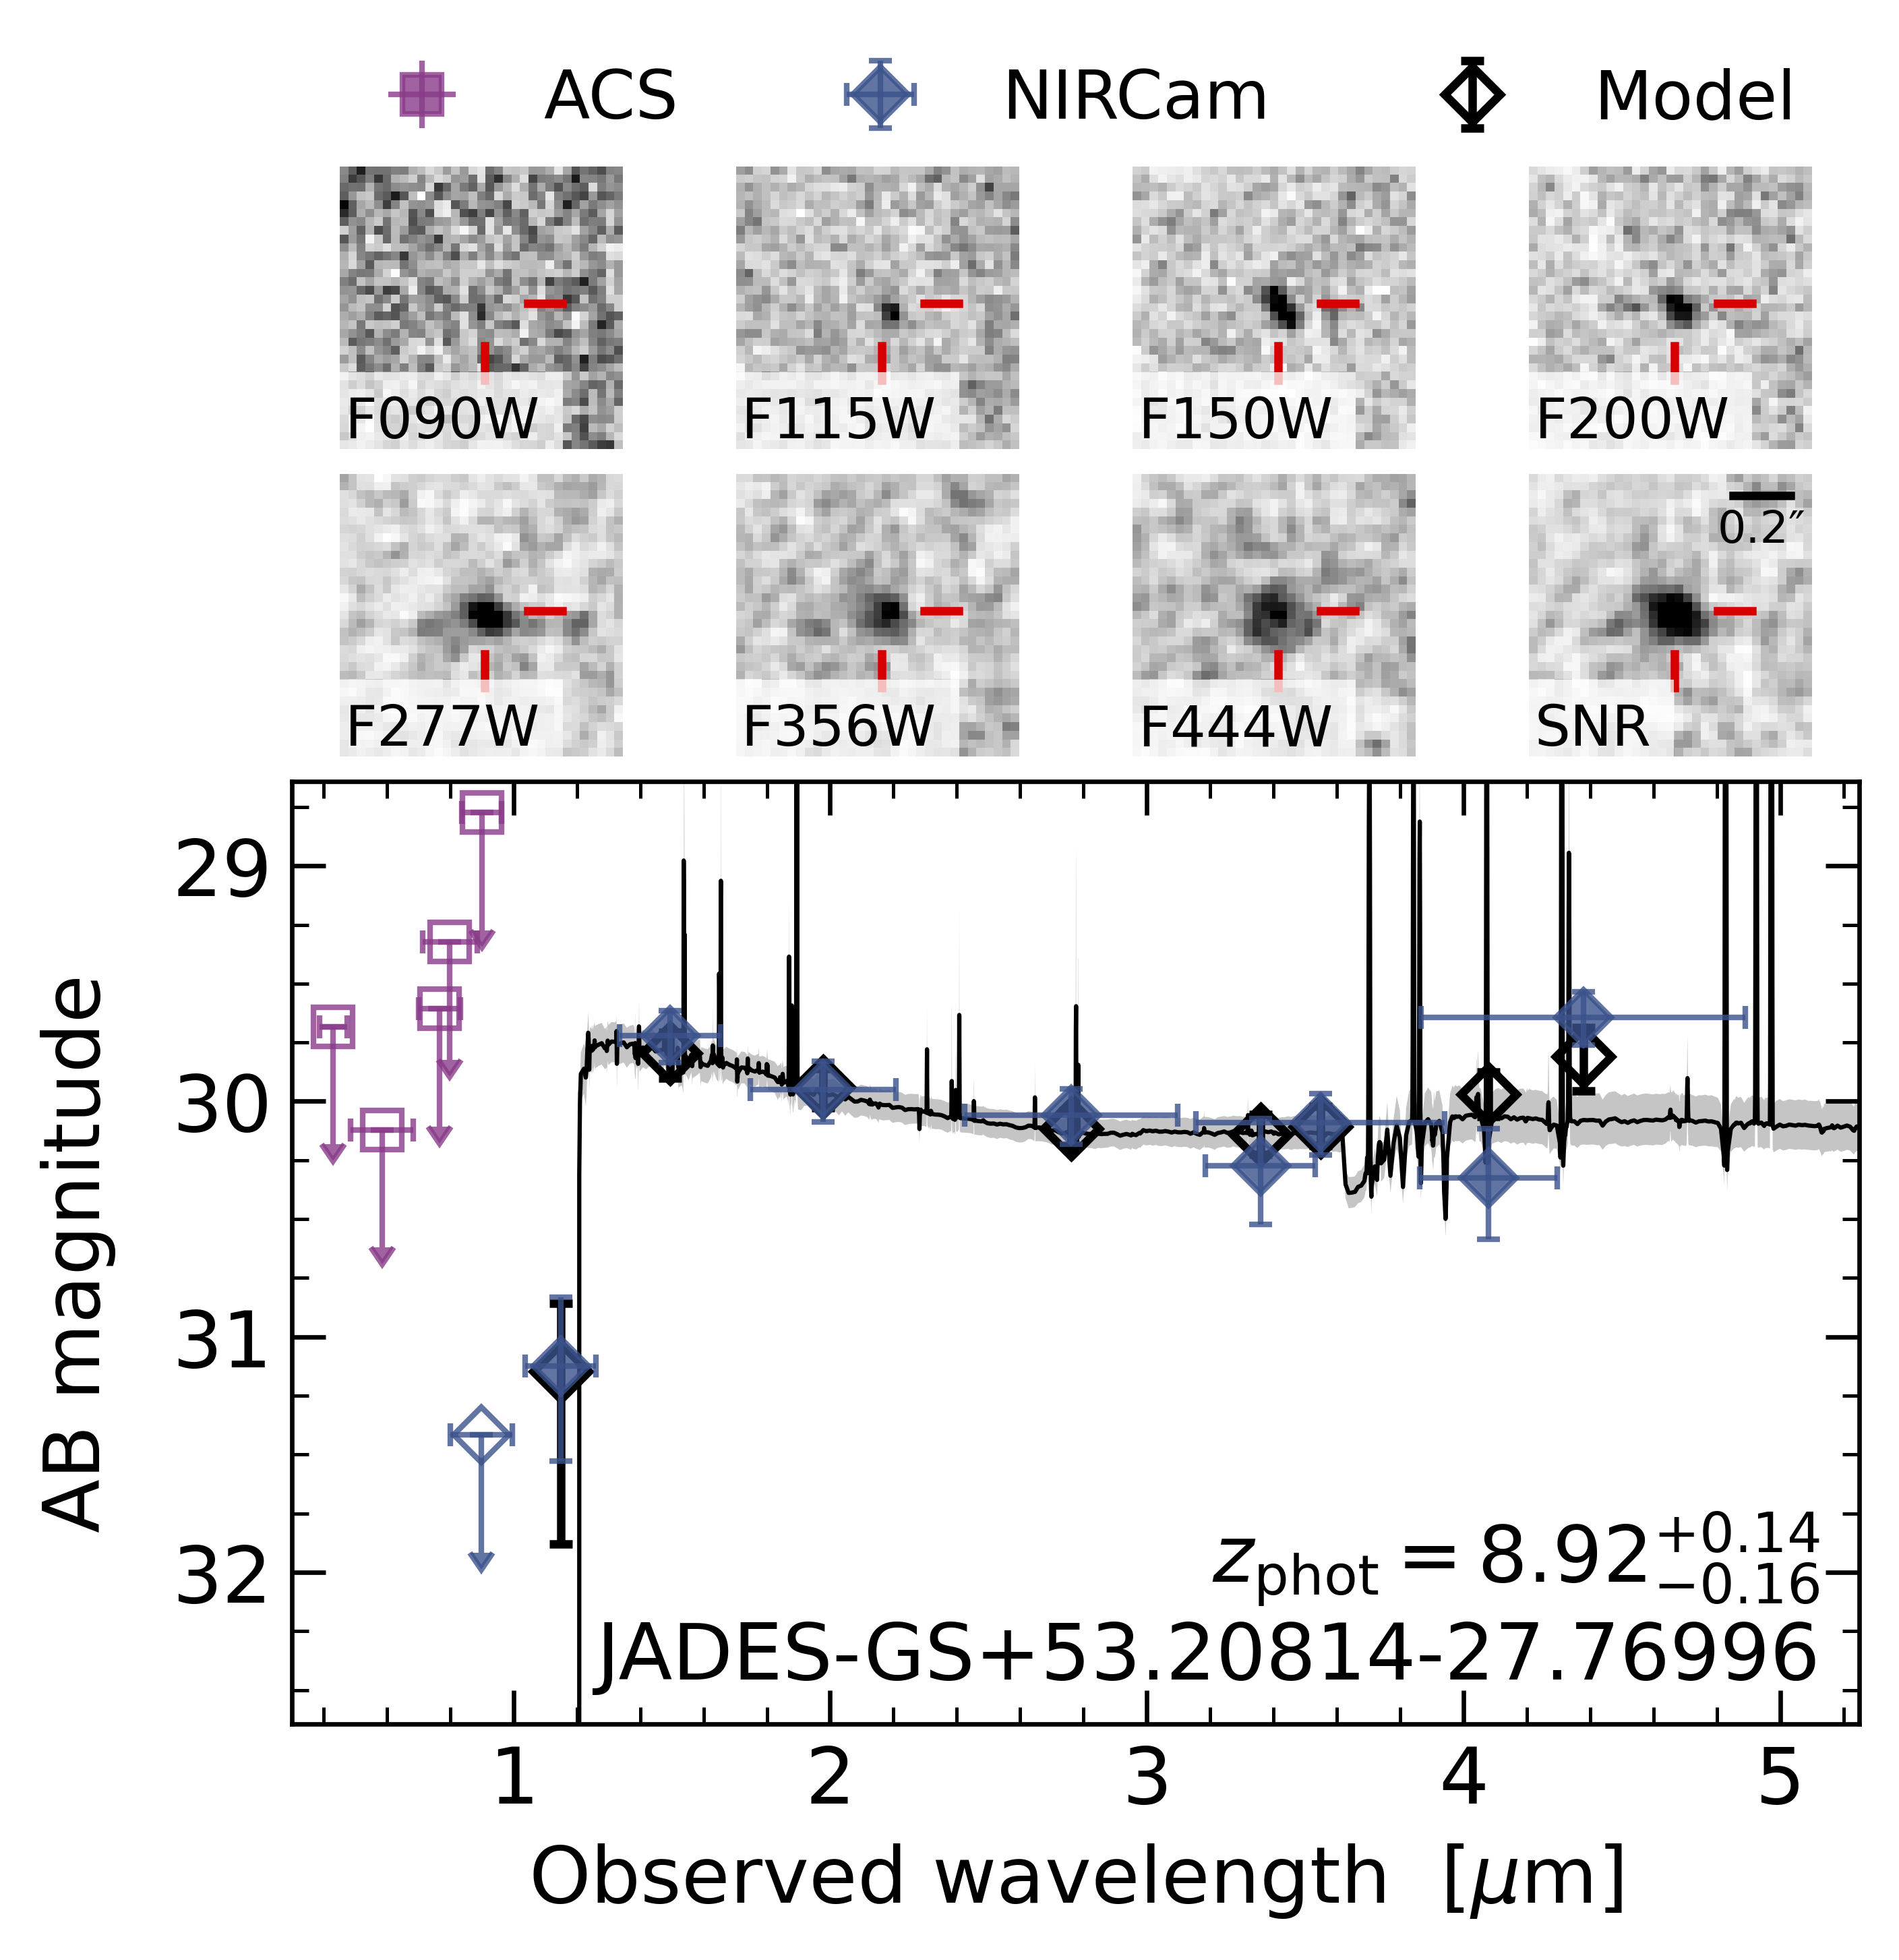 ACS NIRCam Model
F090W F115W F150W F200W
0.2″
F277W F356W F444W SNR
29
30
31
32
AB magnitude
z_phot = 8.92 +0.14 −0.16
JADES-GS+53.20814-27.76996
1 2 3 4 5
Observed wavelength [μm]